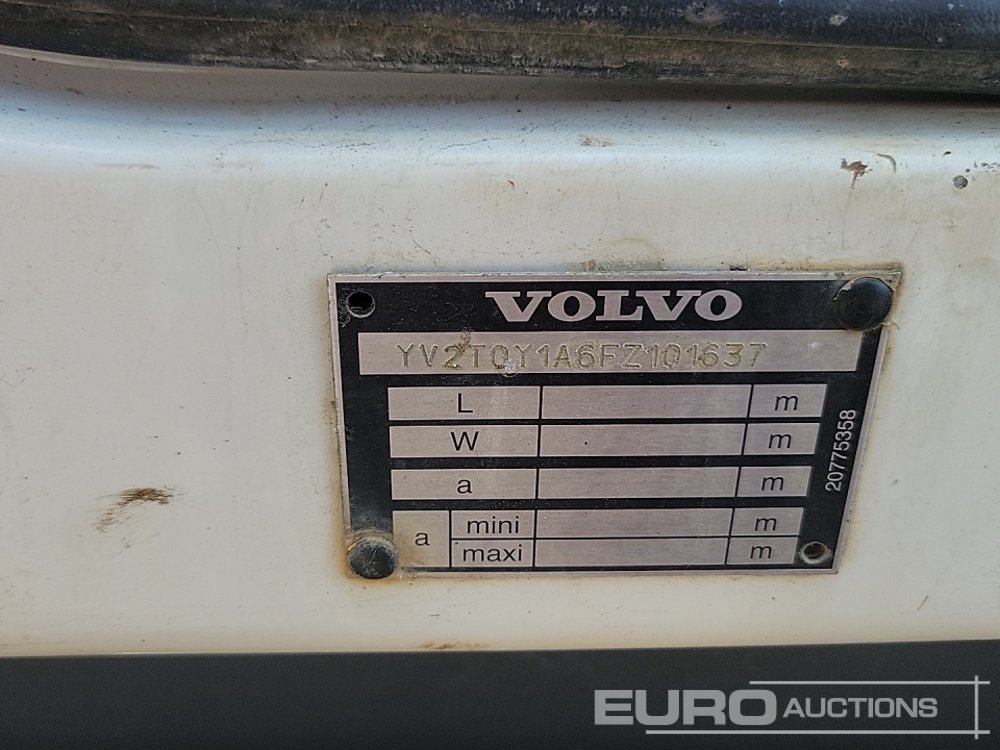 VOLVO
YV2T0Y1A6FZ101637
L m
W m
a m
a mini m
maxi m
20775358
EURO AUCTIONS